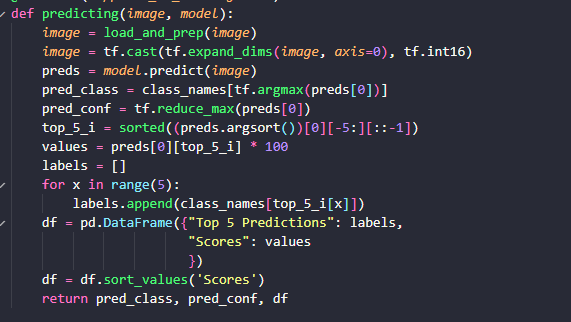 def predicting(image, model):
    image = load_and_prep(image)
    image = tf.cast(tf.expand_dims(image, axis=0), tf.int16)
    preds = model.predict(image)
    pred_class = class_names[tf.argmax(preds[0])]
    pred_conf = tf.reduce_max(preds[0])
    top_5_i = sorted((preds.argsort())[0][-5:][::-1])
    values = preds[0][top_5_i] * 100
    labels = []
    for x in range(5):
        labels.append(class_names[top_5_i[x]])
    df = pd.DataFrame({"Top 5 Predictions": labels,
                       "Scores": values
                       })
    df = df.sort_values('Scores')
    return pred_class, pred_conf, df